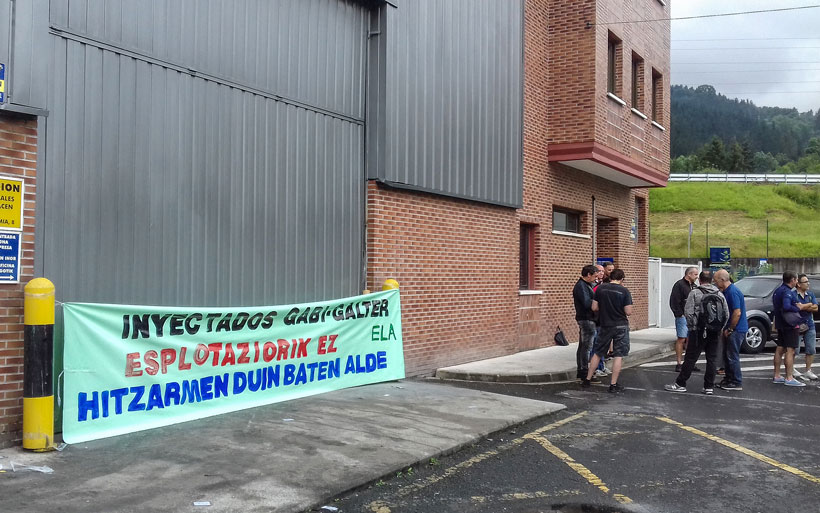 INYECTADOS GABI-GALTER
ESPLOTAZIORIK EZ
ELA
HITZARMEN DUIN BATEN ALDE